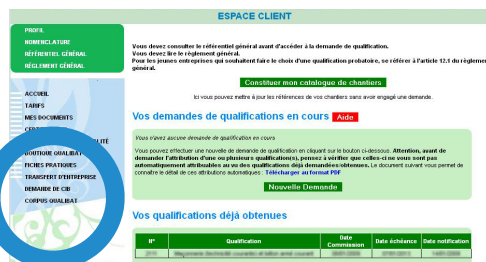 ESPACE CLIENT
PROFIL
NOMENCLATURE
RÉFÉRENTIEL GÉNÉRAL
RÈGLEMENT GÉNÉRAL
ACCUEIL
TARIFS
MES DOCUMENTS
BOUTIQUE QUALIBAT
FICHES PRATIQUES
TRANSFERT D'ENTREPRISE
DEMANDE DE CIB
CORPUS QUALIBAT
Vous devez consulter le référentiel général avant d'accéder à la demande de qualification.
Vous devez lire le règlement général.
Pour les jeunes entreprises qui souhaitent faire le choix d'une qualification probatoire, se référer à l'article 12.1 du règlement
général.
Constituer mon catalogue de chantiers
Ici vous pouvez mettre à jour les références de vos chantiers sans avoir engagé une demande.
Vos demandes de qualifications en cours Aide
Vous n'avez aucune demande de qualification en cours
Vous pouvez effectuer une nouvelle demande de qualification en cliquant sur le bouton ci-dessous. Attention, avant de
demander l'attribution d'une ou plusieurs qualification(s), pensez à vérifier que celles-ci ne vous sont pas
automatiquement attribuables au vu des qualifications déjà demandées/obtenues. Le document suivant vous permet de
connaître le détail de ces attributions automatiques : Télécharger au format PDF
Nouvelle Demande
Vos qualifications déjà obtenues
N° Qualification Date Commission Date échéance Date notification